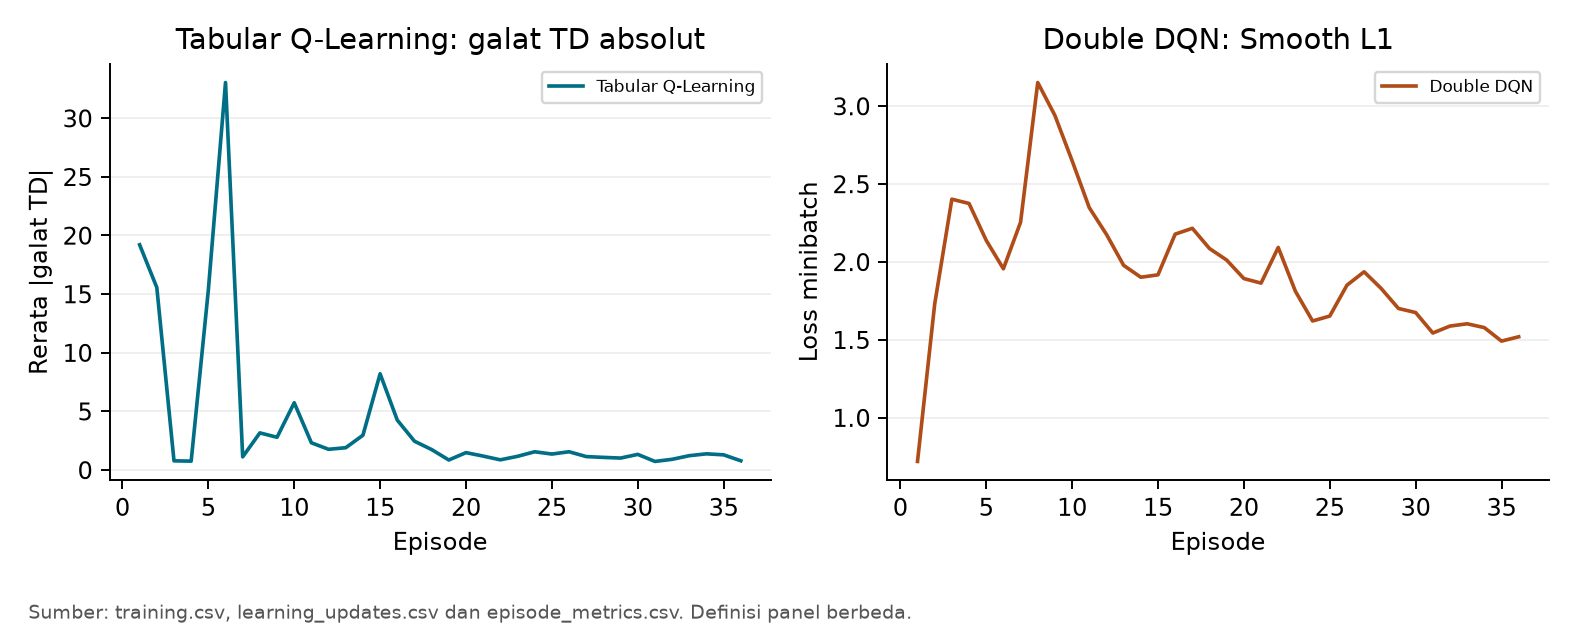 Tabular Q-Learning: galat TD absolut
Tabular Q-Learning
Rerata |galat TD|
30
25
20
15
10
5
0
0 5 10 15 20 25 30 35
Episode
Double DQN: Smooth L1
Double DQN
Loss minibatch
3.0
2.5
2.0
1.5
1.0
0 5 10 15 20 25 30 35
Episode
Sumber: training.csv, learning_updates.csv dan episode_metrics.csv. Definisi panel berbeda.